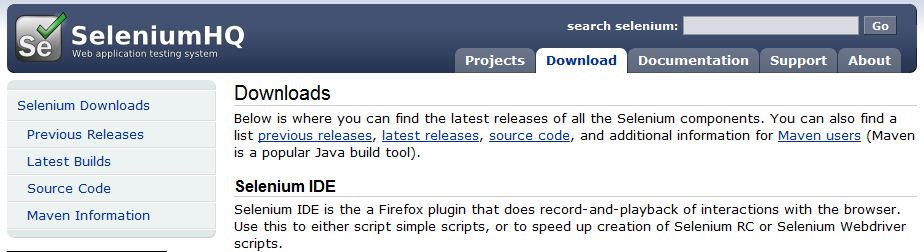 Se SeleniumHQ
Web application testing system
search selenium: Go
Projects Download Documentation Support About
Selenium Downloads
Previous Releases
Latest Builds
Source Code
Maven Information
Downloads
Below is where you can find the latest releases of all the Selenium components. You can also find a
list previous releases, latest releases, source code, and additional information for Maven users (Maven
is a popular Java build tool).
Selenium IDE
Selenium IDE is the a Firefox plugin that does record-and-playback of interactions with the browser.
Use this to either script simple scripts, or to speed up creation of Selenium RC or Selenium Webdriver
scripts.